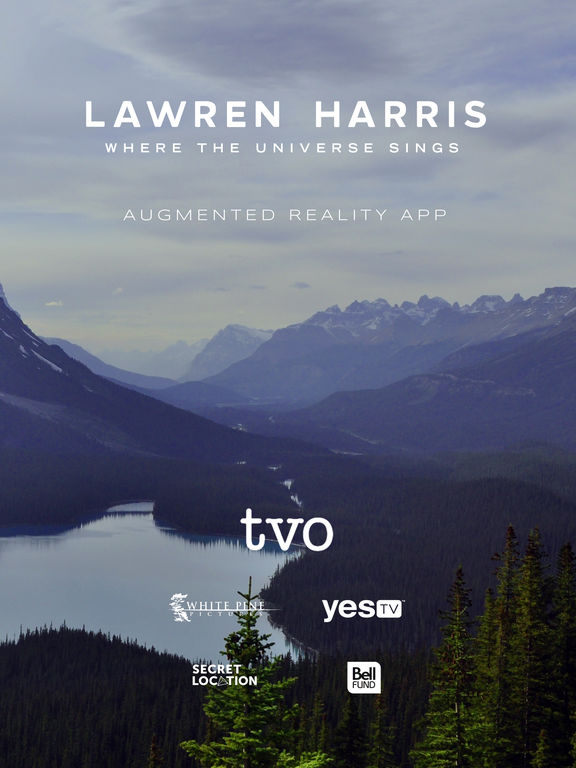 LAWREN HARRIS
WHERE THE UNIVERSE SINGS
AUGMENTED REALITY APP
tvo
WHITE PINE
PICTURES
yes TV
SECRET
LOCATION
Bell
FUND